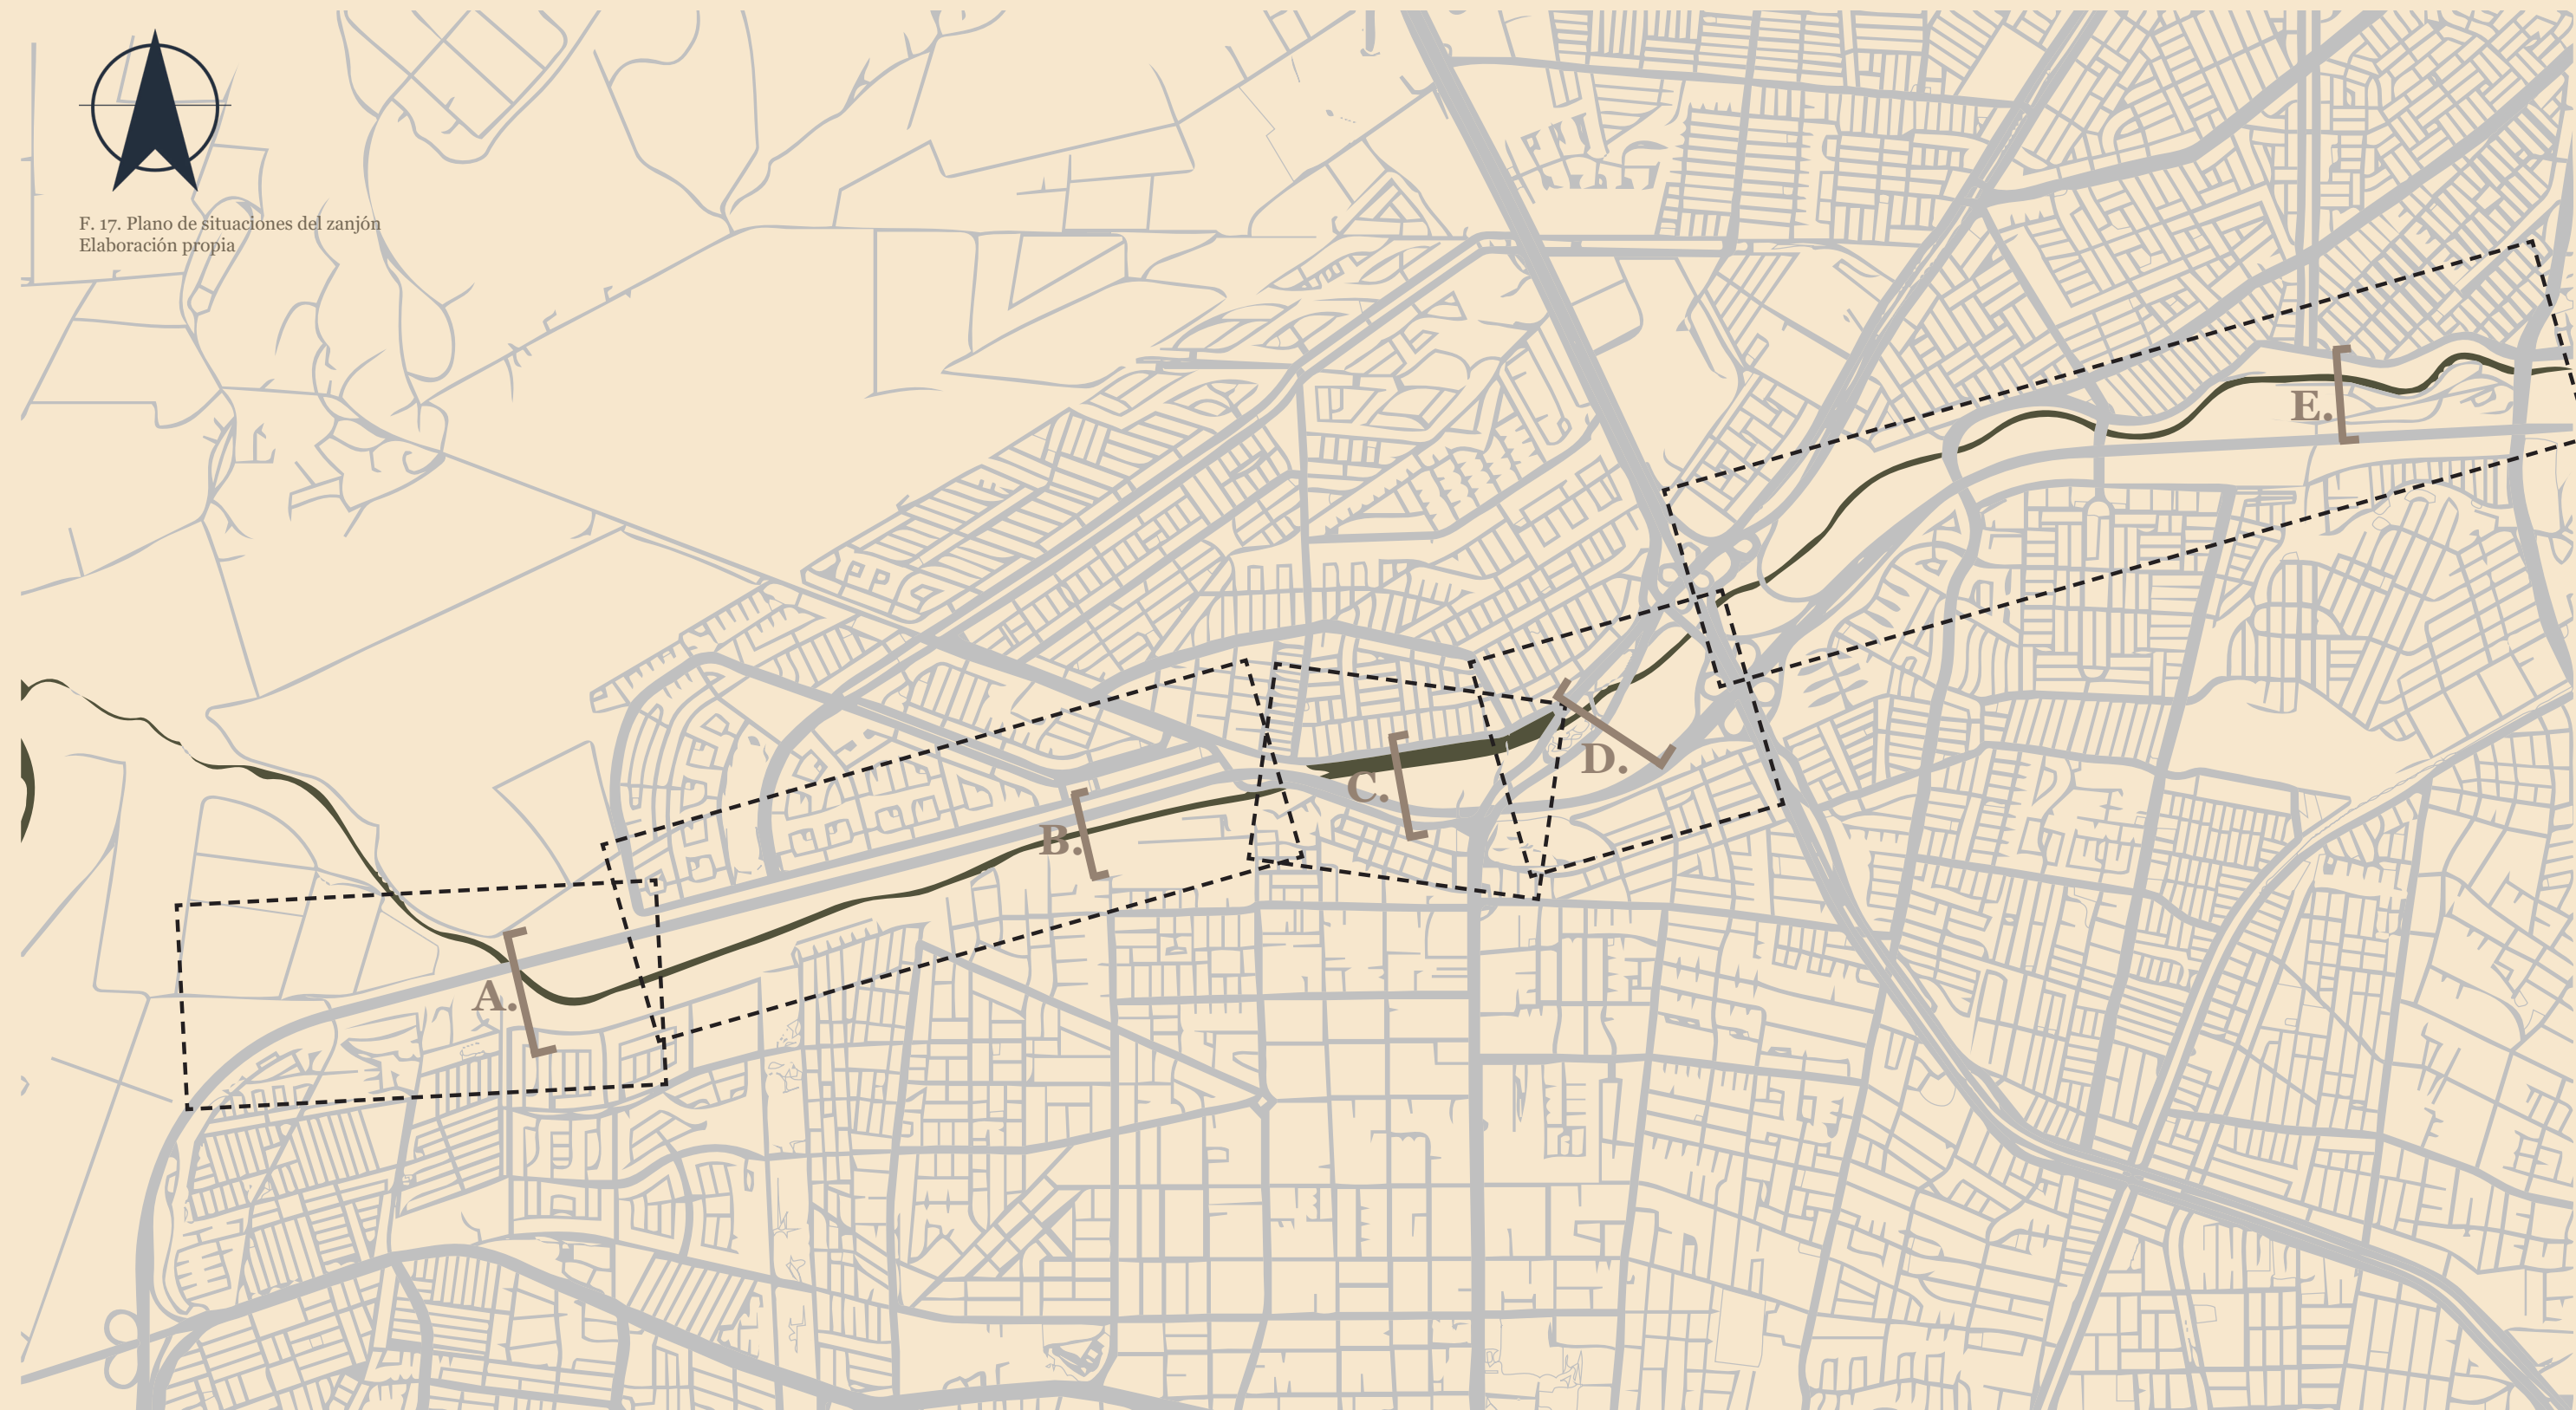 F. 17. Plano de situaciones del zanjón
Elaboración propia
E.
D.
C.
B.
A.